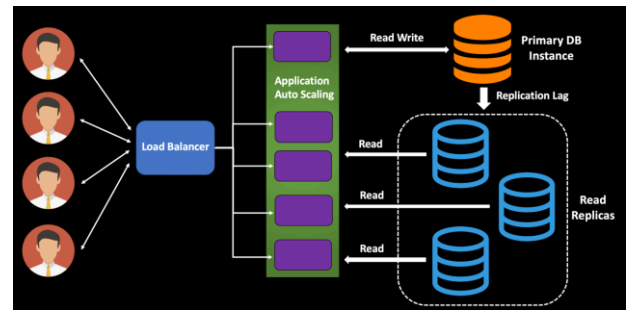 Read Write
Primary DB
Instance
Application
Auto Scaling
Replication Lag
Load Balancer
Read
Read
Read
Read
Replicas